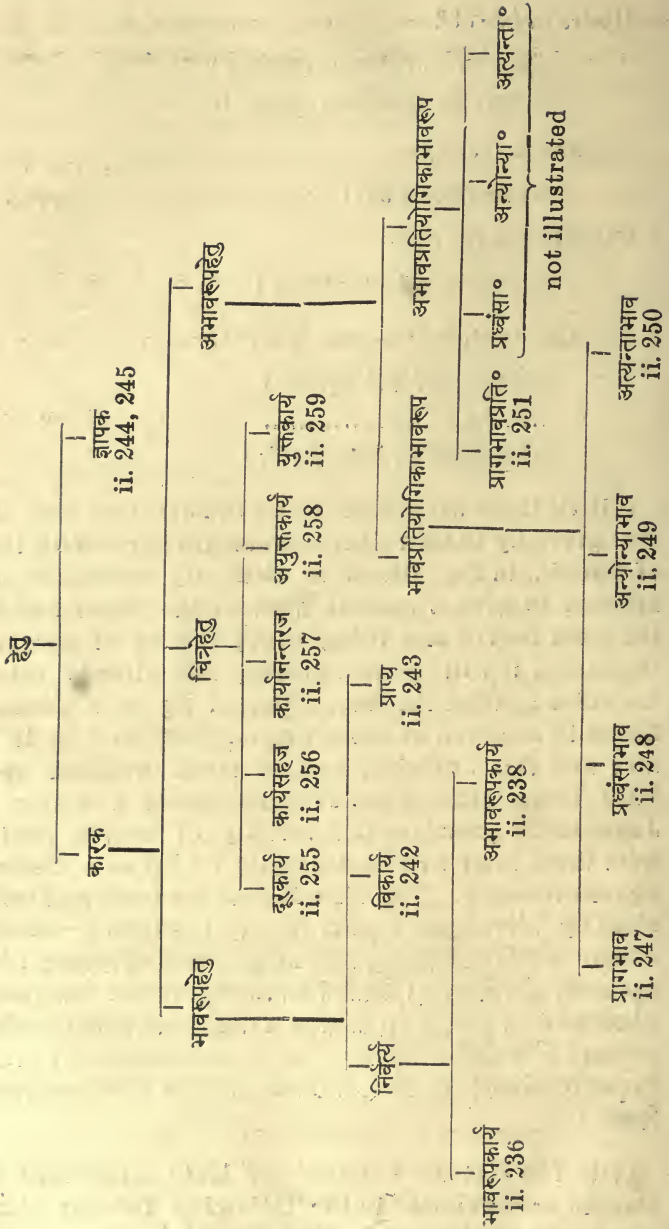 हेतु
कारक
ज्ञापक
ii. 244, 245
भावरूपहेतु
चित्रहेतु
अभावरूपहेतु
दूरकार्य
ii. 255
कार्यसहज
ii. 256
कार्यानन्तरज
ii. 257
अयुक्तकार्य
ii. 258
युक्तकार्य
ii. 259
निर्वर्त्य
विकार्य
ii. 242
प्राप्य
ii. 243
भावप्रतियोगिकाभावरूप
अभावप्रतियोगिकाभावरूप
भावरूपकार्य
ii. 236
अभावरूपकार्य
ii. 238
प्रागभावप्रति०
ii. 251
प्रध्वंसा०
अन्योन्या०
अत्यन्ता०
not illustrated
प्रागभाव
ii. 247
प्रध्वंसाभाव
ii. 248
अन्योन्याभाव
ii. 249
अत्यन्ताभाव
ii. 250